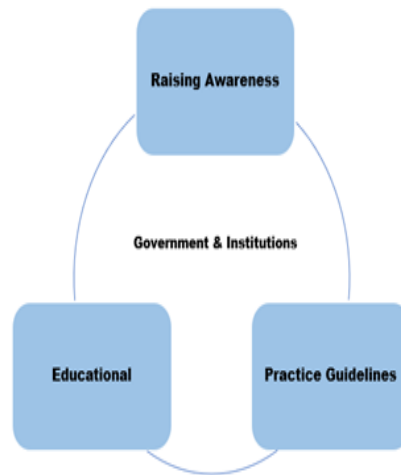 Raising Awareness
Government & Institutions
Educational
Practice Guidelines